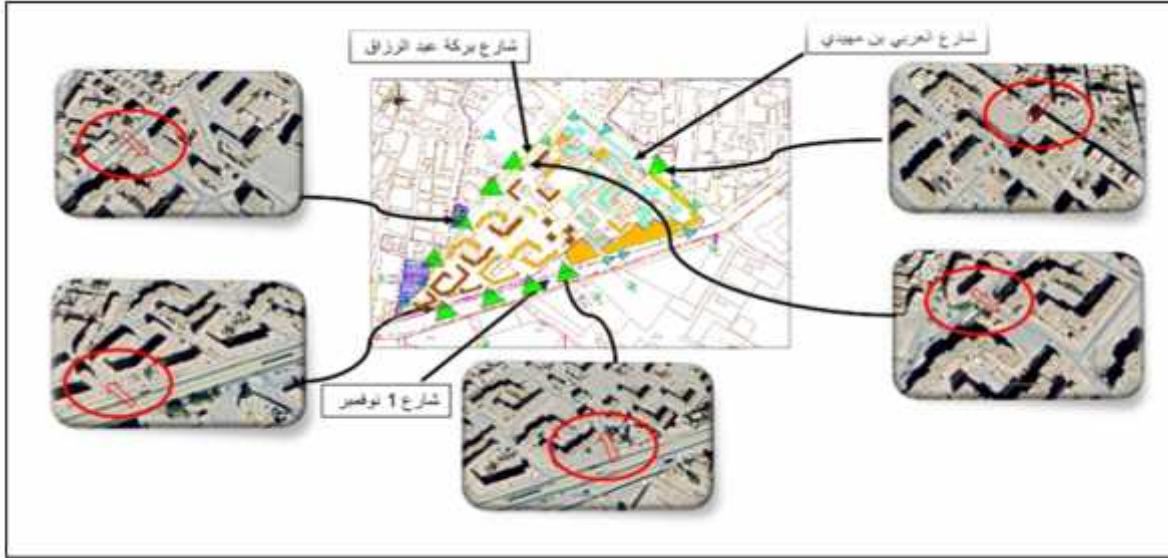 شارع العربي بن مهيدي
شارع بركة عبد الرزاق
شارع 1 نوفمبر